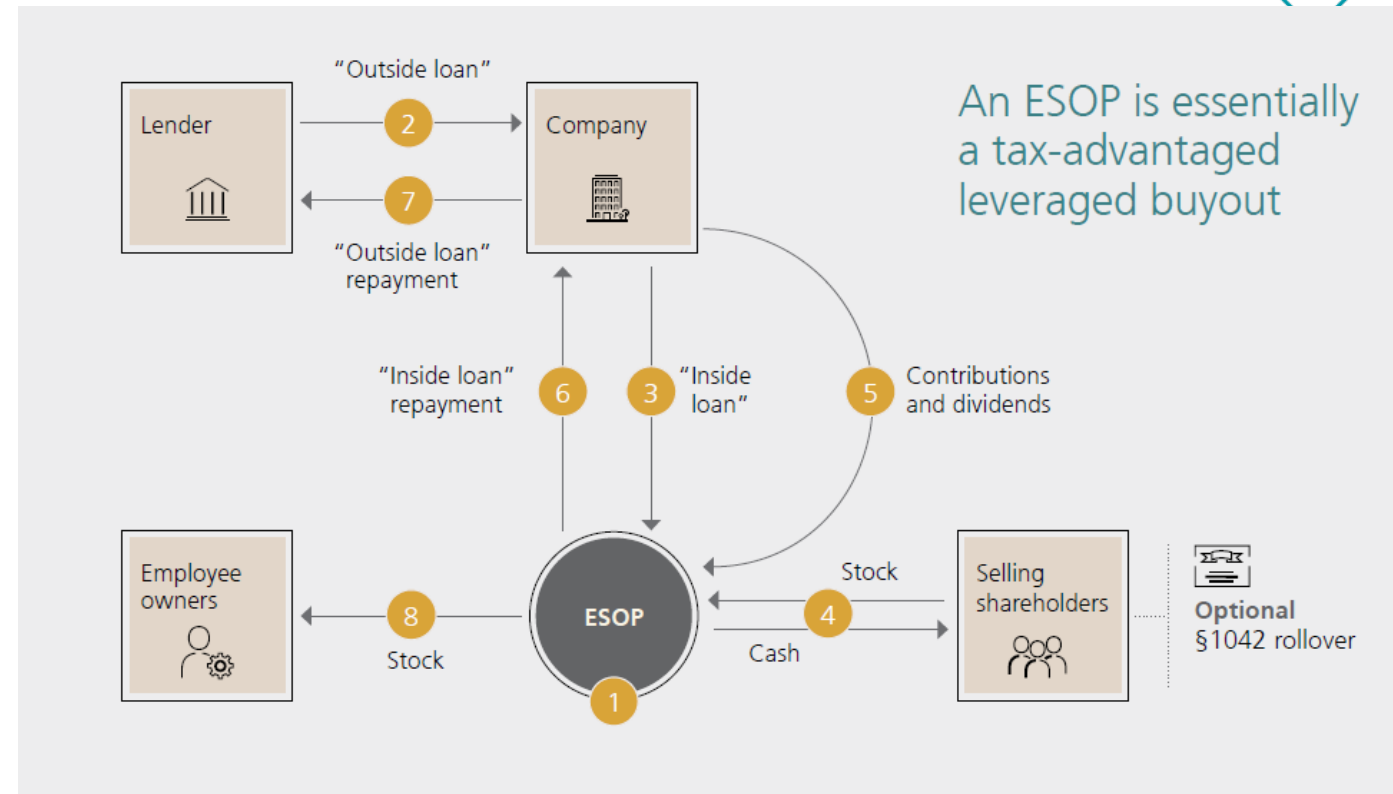 "Outside loan"
2
Lender
Company
7
"Outside loan"
repayment
An ESOP is essentially
a tax-advantaged
leveraged buyout
"Inside loan"
repayment
6
3
"Inside
loan"
5
Contributions
and dividends
Employee
owners
8
Stock
ESOP
1
Stock
4
Cash
Selling
shareholders
Optional
§1042 rollover